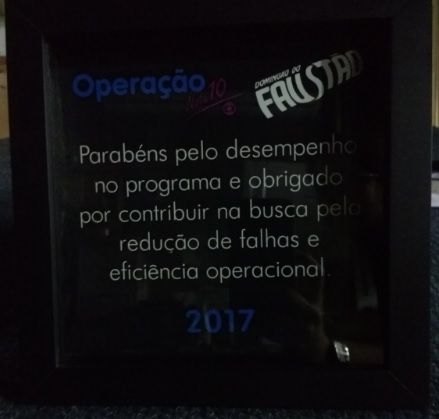 Operação Nota 10
DOMINGÃO DO
FAUSTÃO
Parabéns pelo desempenho
no programa e obrigado
por contribuir na busca pela
redução de falhas e
eficiência operacional.
2017